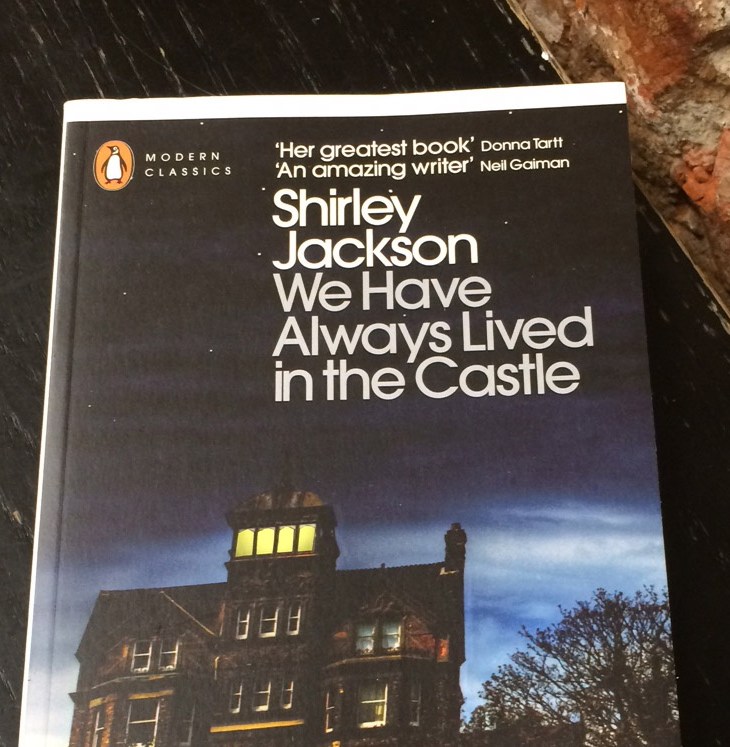 MODERN
CLASSICS
‘Her greatest book’ Donna Tartt
‘An amazing writer’ Neil Gaiman
Shirley
Jackson
We Have
Always Lived
in the Castle